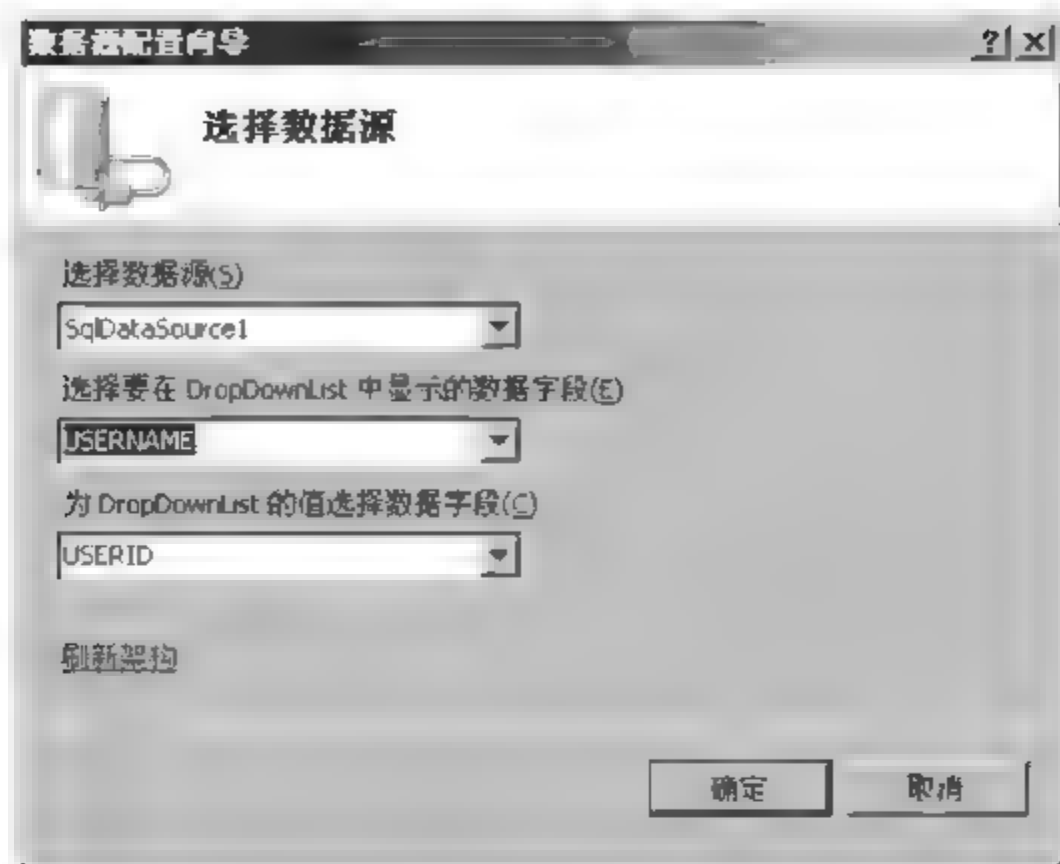 数据源配置向导
选择数据源
选择数据源(S)
SqlDataSource1
选择要在 DropDownList 中显示的数据字段(E)
USERNAME
为 DropDownList 的值选择数据字段(C)
USERID
刷新架构
确定 取消